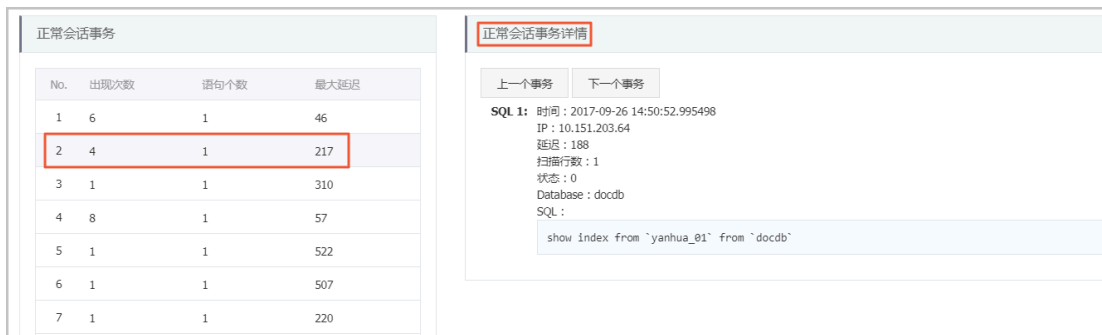 正常会话事务
No. 出现次数 语句个数 最大延迟
1 6 1 46
2 4 1 217
3 1 1 310
4 8 1 57
5 1 1 522
6 1 1 507
7 1 1 220
正常会话事务详情
上一个事务 下一个事务
SQL 1: 时间：2017-09-26 14:50:52.995498
IP：10.151.203.64
延迟：188
扫描行数：1
状态：0
Database：docdb
SQL：
show index from `yanhua_01` from `docdb`